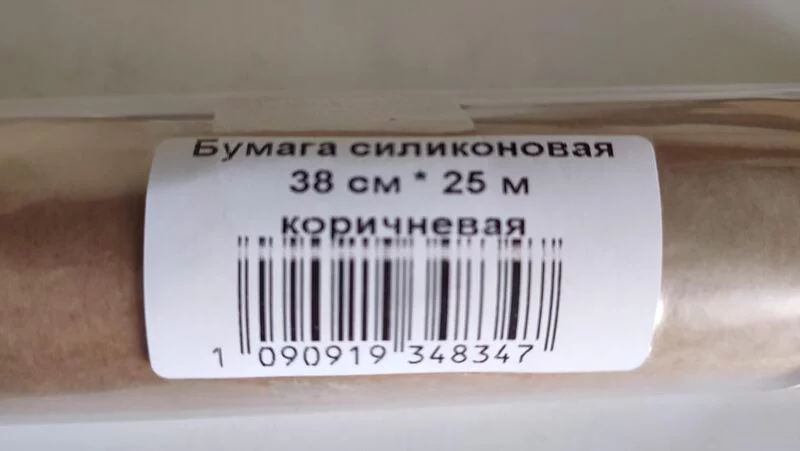 Бумага силиконовая
38 см * 25 м
коричневая
1 090919 348347